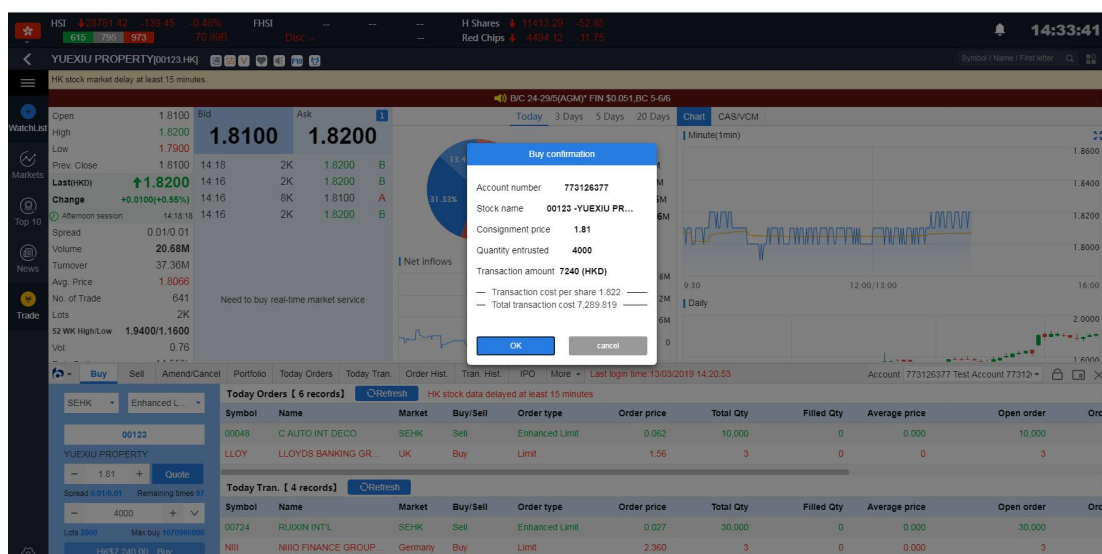 HSI 28781.42 -139.45 -0.48% FHSI -- -- -- H Shares 11413.29 -52.85
615 795 973 70.99B Disc -- -- Red Chips 4494.12 -11.75
14:33:41
YUEXIU PROPERTY[00123.HK]
Symbol / Name / First letter
HK stock market delay at least 15 minutes.
B/C 24-29/5(AGM)* FIN $0.051,BC 5-6/6
WatchList
Markets
Top 10
News
Trade
Open 1.8100
High 1.8200
Low 1.7900
Prev. Close 1.8100
Last(HKD) 1.8200
Change +0.0100(+0.55%)
Afternoon session 14:18:18
Spread 0.01/0.01
Volume 20.68M
Turnover 37.36M
Avg. Price 1.8066
No. of Trade 641
Lots 2K
52 WK High/Low 1.9400/1.1600
Vol. 0.76
Bid Ask 1
1.8100 1.8200
14:18 2K 1.8200 B
14:16 2K 1.8200 B
14:16 8K 1.8100 A
14:16 2K 1.8200 B
Need to buy real-time market service
Today 3 Days 5 Days 20 Days
31.33%
Net inflows
Chart CAS/VCM
Minute(1min)
1.8600
1.8400
1.8200
1.8000
9:30 12:00/13:00 16:00
Daily
2.0000
1.6000
Buy confirmation
Account number 773126377
Stock name 00123 -YUEXIU PR...
Consignment price 1.81
Quantity entrusted 4000
Transaction amount 7240 (HKD)
Transaction cost per share 1.822
Total transaction cost 7,289.819
OK cancel
Buy Sell Amend/Cancel Portfolio Today Orders Today Tran. Order Hist. Tran. Hist. IPO More Last login time:13/03/2019 14:20:53
Account 773126377 Test Account 77312
SEHK Enhanced L...
00123
YUEXIU PROPERTY
- 1.81 + Quote
Spread 0.01/0.01 Remaining times 97
- 4000 +
Lots 2000 Max buy 1070966000
HK$7,240.00 Buy
Today Orders [ 6 records] Refresh HK stock data delayed at least 15 minutes
Symbol Name Market Buy/Sell Order type Order price Total Qty Filled Qty Average price Open order Ord
00048 C AUTO INT DECO SEHK Sell Enhanced Limit 0.062 10,000 0 0.000 10,000
LLOY LLOYDS BANKING GR... UK Buy Limit 1.56 3 0 0 3
Today Tran. [ 4 records] Refresh
Symbol Name Market Buy/Sell Order type Order price Total Qty Filled Qty Average price Open order Ord
00724 RUIXIN INT'L SEHK Sell Enhanced Limit 0.027 30,000 0 0.000 30,000
NIII NIIIO FINANCE GROUP... Germany Buy Limit 2.360 3 0 0.000 3